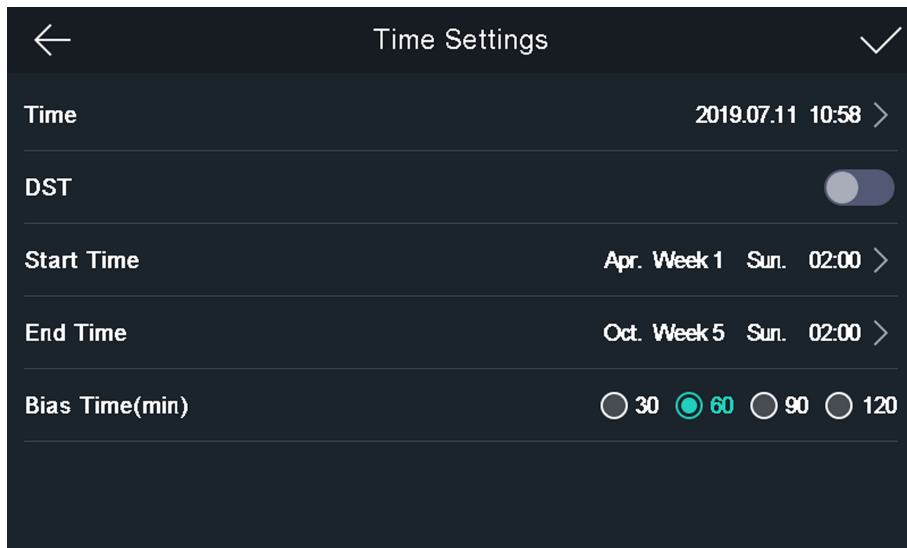 Time Settings
Time 2019.07.11 10:58
DST
Start Time Apr. Week 1 Sun. 02:00
End Time Oct. Week 5 Sun. 02:00
Bias Time(min) 30 60 90 120